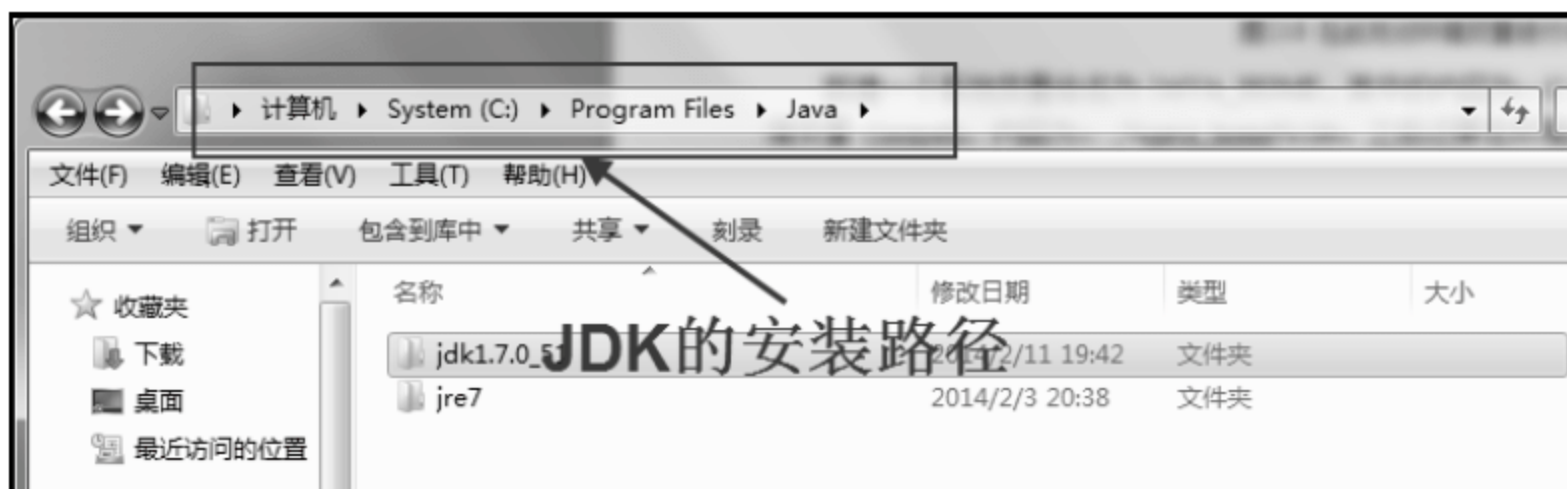 计算机 ▸ System (C:) ▸ Program Files ▸ Java ▸
文件(F) 编辑(E) 查看(V) 工具(T) 帮助(H)
组织 打开 包含到库中 共享 刻录 新建文件夹
名称 修改日期 类型 大小
收藏夹
下载
桌面
最近访问的位置
jdk1.7.0_51 2014/2/11 19:42 文件夹
jre7 2014/2/3 20:38 文件夹
JDK的安装路径